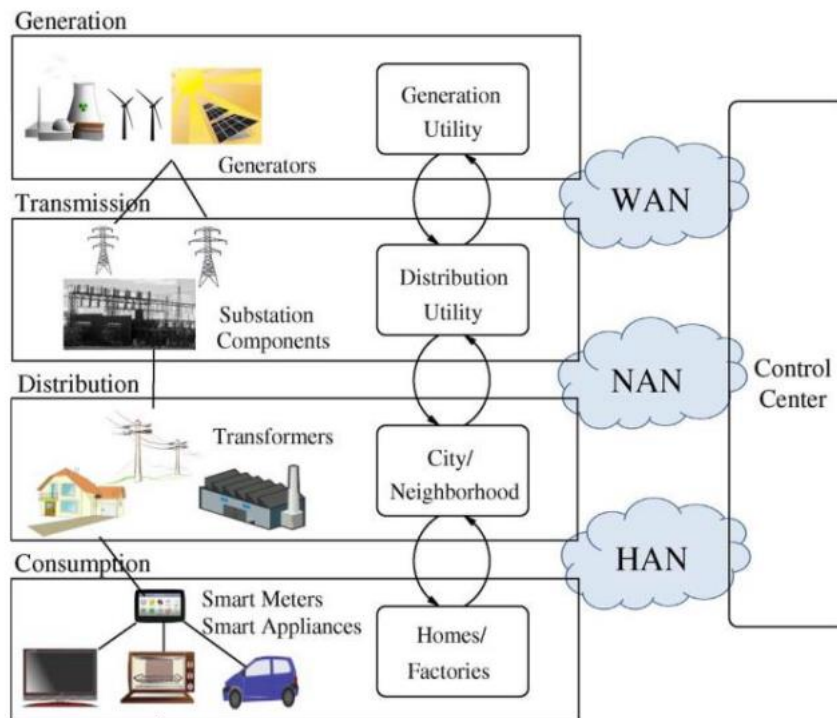 Generation
Generation
Utility
Generators
WAN
Transmission
Distribution
Utility
Substation
Components
NAN
Control
Center
Distribution
Transformers
City/
Neighborhood
HAN
Consumption
Smart Meters
Smart Appliances
Homes/
Factories